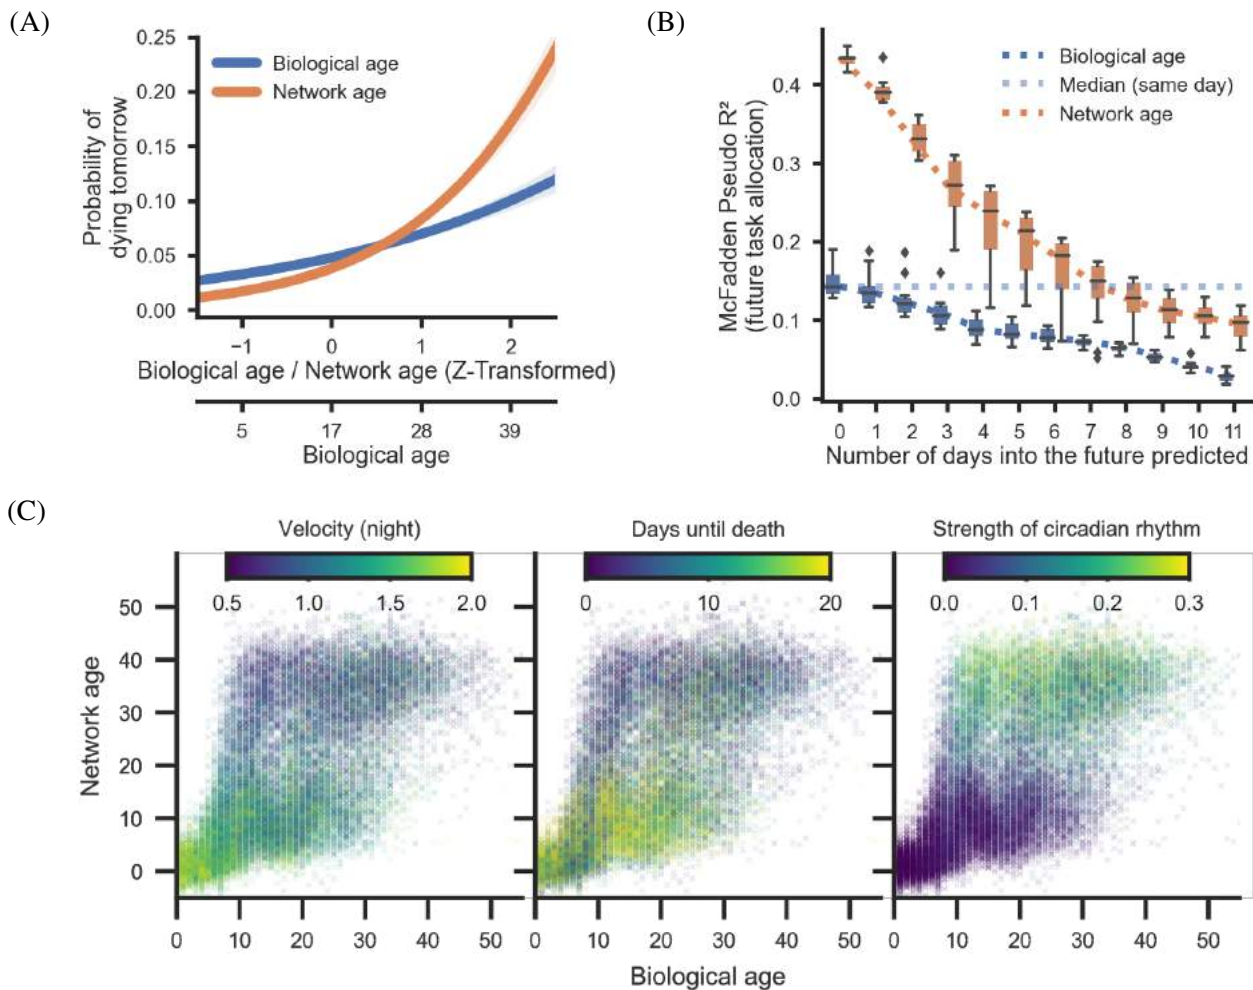 (A)
Probability of
dying tomorrow
0.25
0.20
0.15
0.10
0.05
0.00
Biological age
Network age
−1 0 1 2
Biological age / Network age (Z-Transformed)
5 17 28 39
Biological age
(B)
McFadden Pseudo R²
(future task allocation)
0.4
0.3
0.2
0.1
0.0
Biological age
Median (same day)
Network age
0 1 2 3 4 5 6 7 8 9 10 11
Number of days into the future predicted
(C)
Velocity (night)
0.5 1.0 1.5 2.0
Days until death
0 10 20
Strength of circadian rhythm
0.0 0.1 0.2 0.3
Network age
50
40
30
20
10
0
0 10 20 30 40 50
0 10 20 30 40 50
0 10 20 30 40 50
Biological age